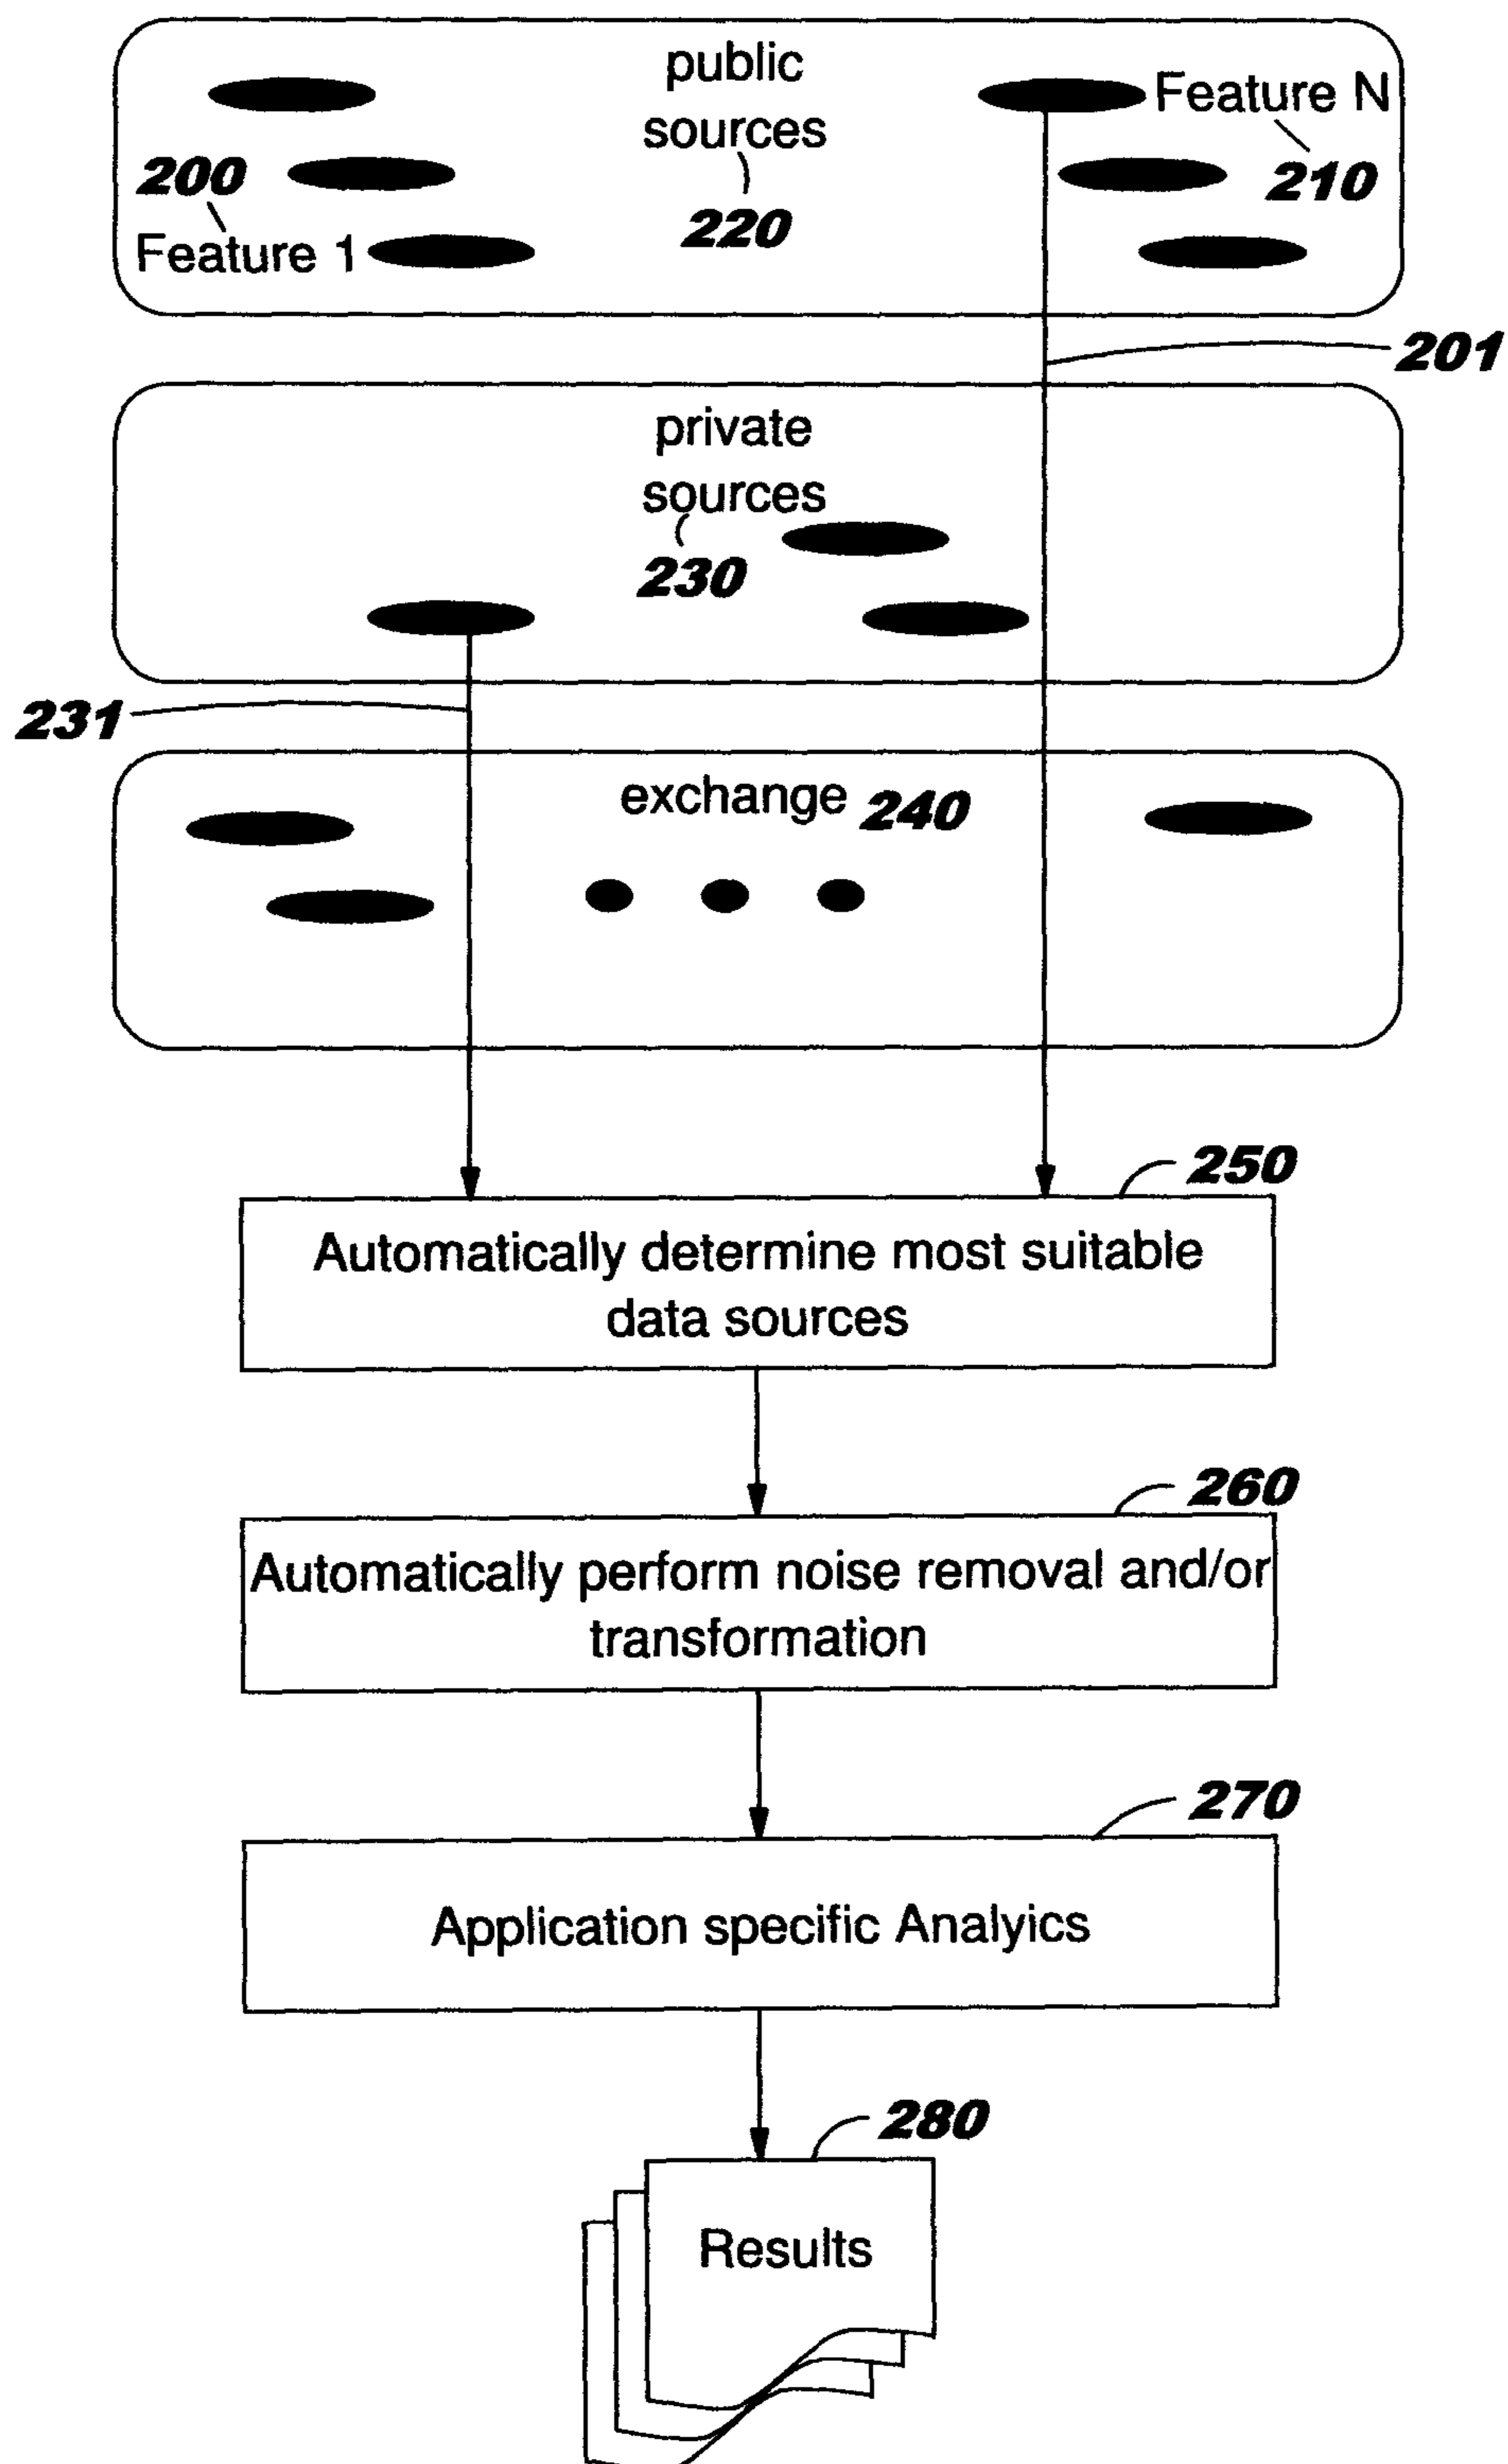 public
sources
Feature N
200
210
220
Feature 1
201
private
sources
230
231
exchange 240
250
Automatically determine most suitable
data sources
260
Automatically perform noise removal and/or
transformation
270
Application specific Analyics
280
Results